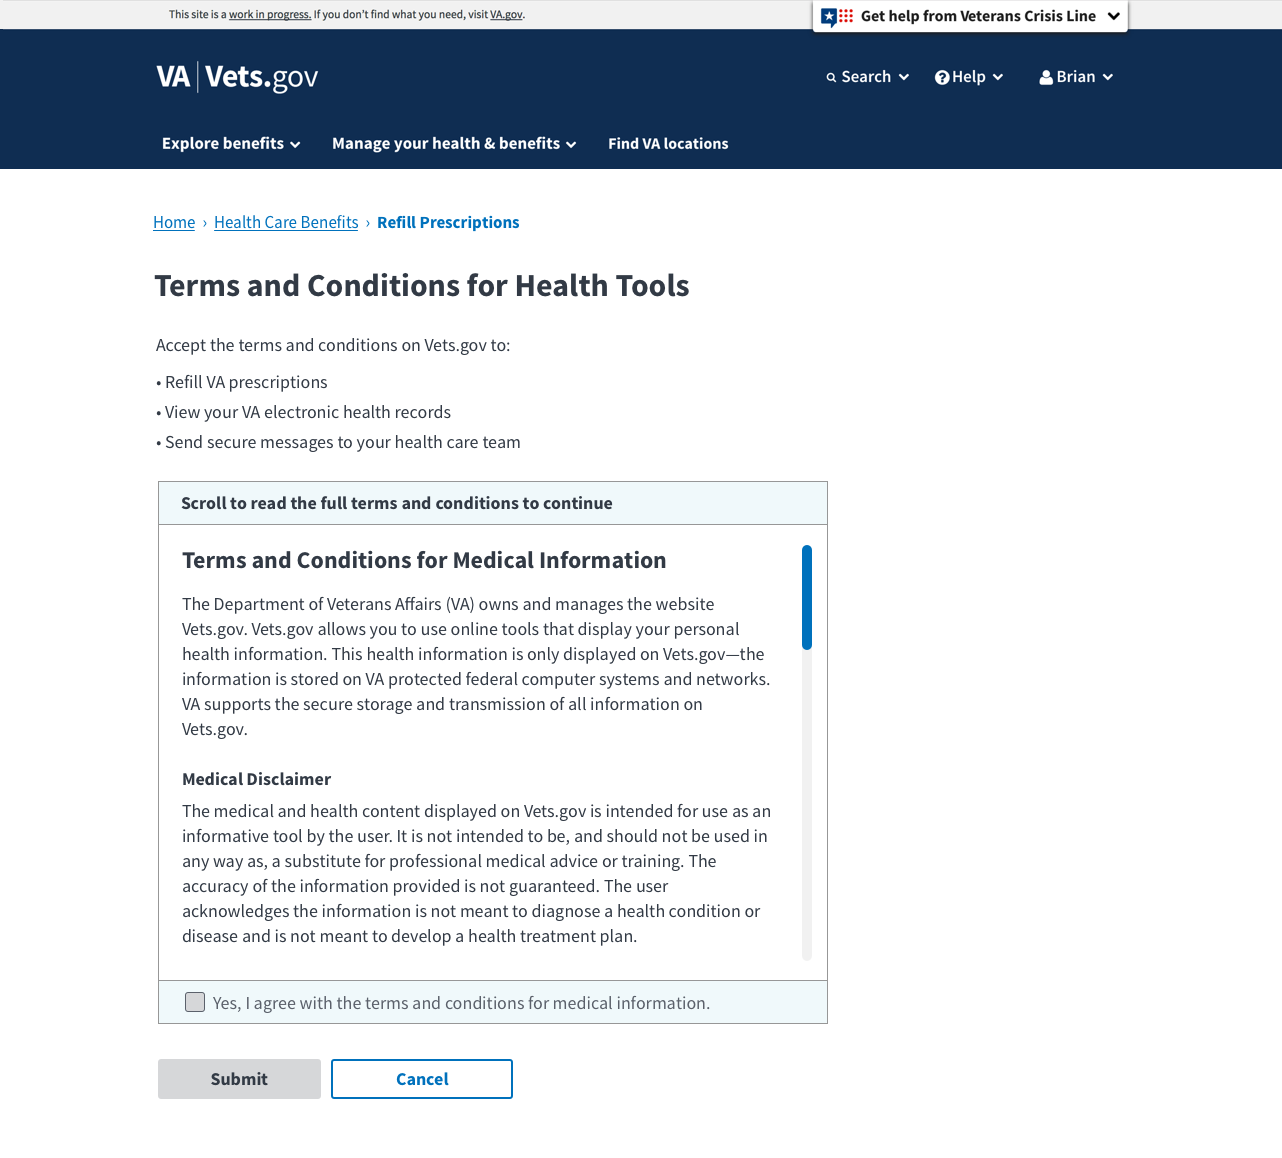 This site is a work in progress. If you don't find what you need, visit VA.gov.
Get help from Veterans Crisis Line
VA | Vets.gov
Search
Help
Brian
Explore benefits
Manage your health & benefits
Find VA locations
Home › Health Care Benefits › Refill Prescriptions
Terms and Conditions for Health Tools
Accept the terms and conditions on Vets.gov to:
• Refill VA prescriptions
• View your VA electronic health records
• Send secure messages to your health care team
Scroll to read the full terms and conditions to continue
Terms and Conditions for Medical Information
The Department of Veterans Affairs (VA) owns and manages the website
Vets.gov. Vets.gov allows you to use online tools that display your personal
health information. This health information is only displayed on Vets.gov—the
information is stored on VA protected federal computer systems and networks.
VA supports the secure storage and transmission of all information on
Vets.gov.
Medical Disclaimer
The medical and health content displayed on Vets.gov is intended for use as an
informative tool by the user. It is not intended to be, and should not be used in
any way as, a substitute for professional medical advice or training. The
accuracy of the information provided is not guaranteed. The user
acknowledges the information is not meant to diagnose a health condition or
disease and is not meant to develop a health treatment plan.
Yes, I agree with the terms and conditions for medical information.
Submit
Cancel